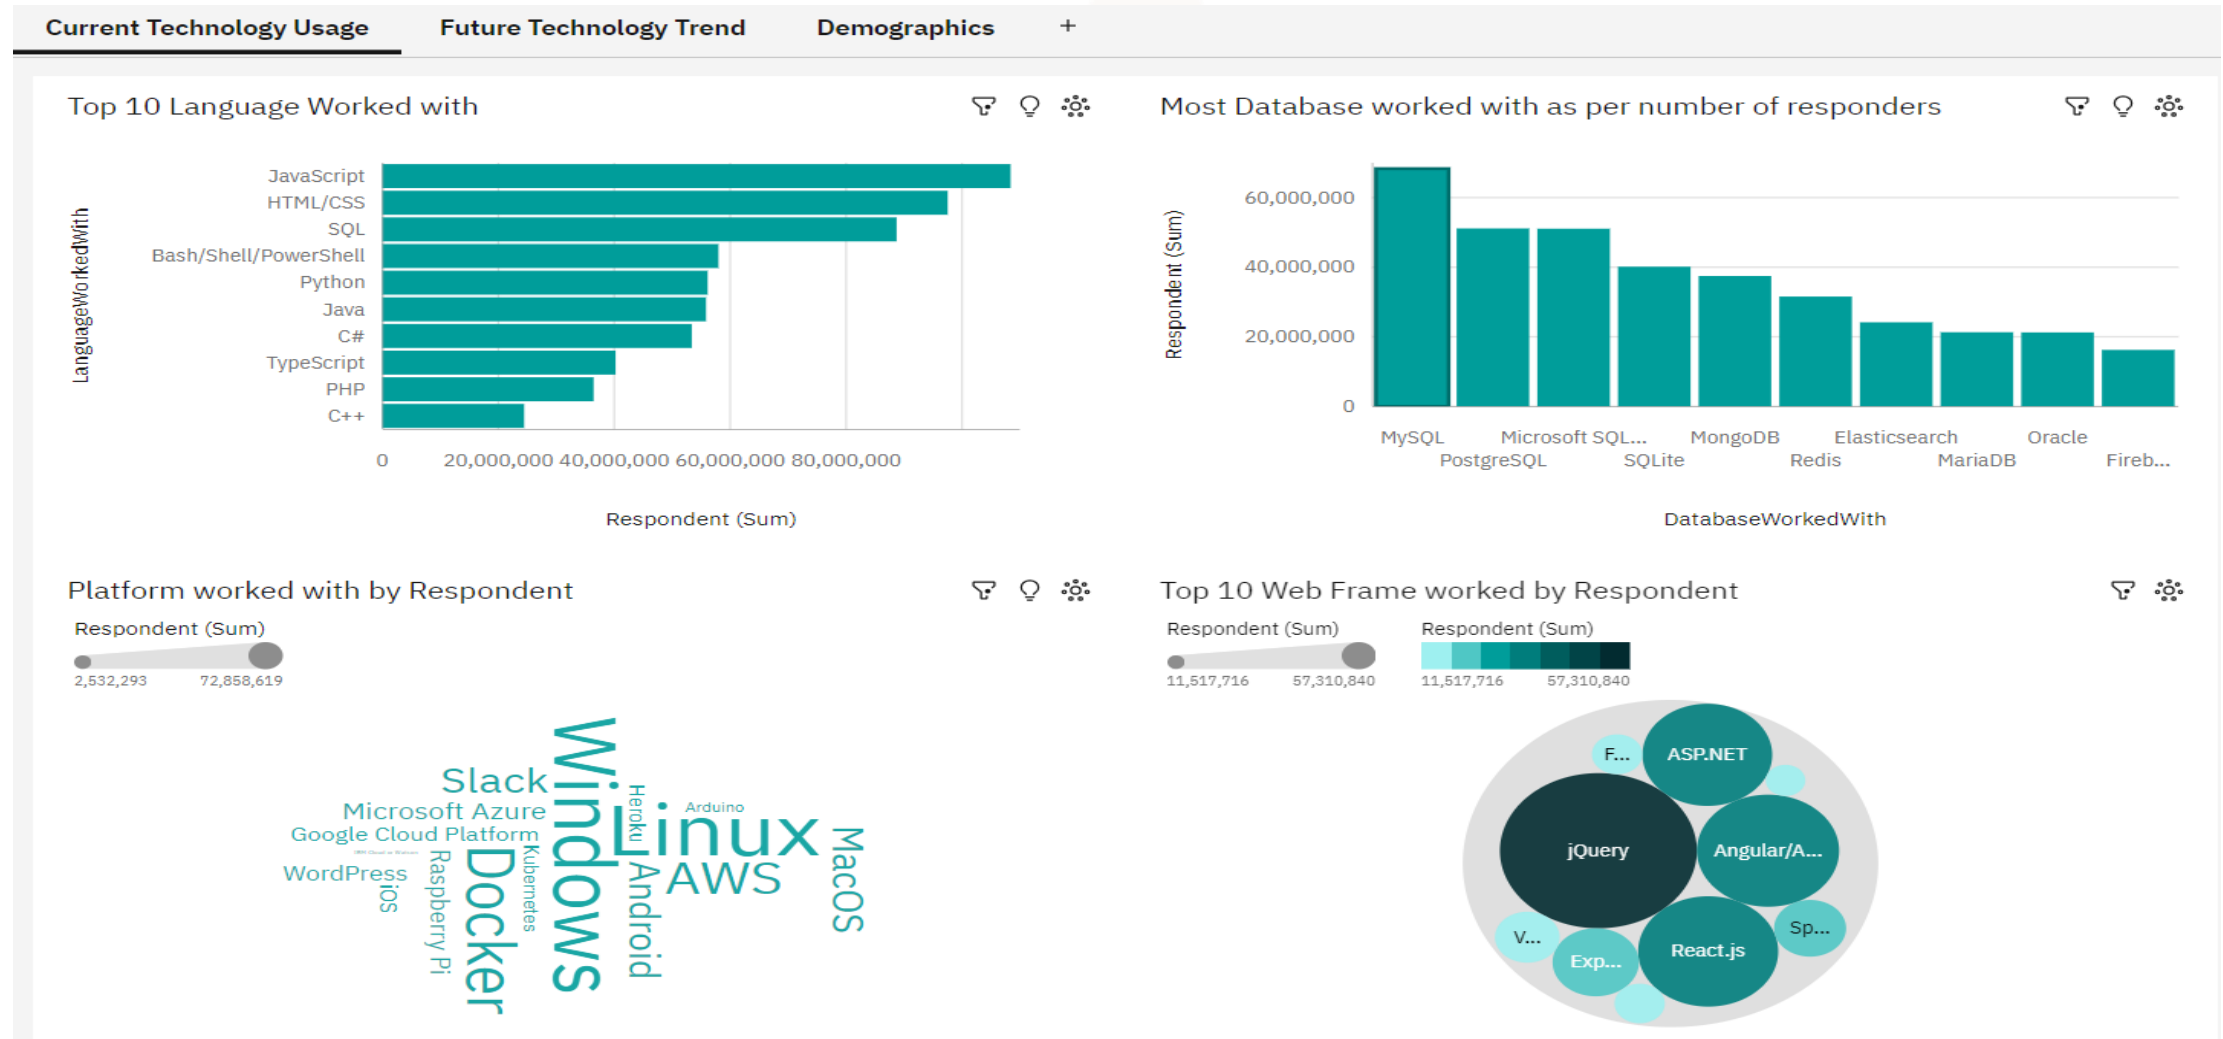 Current Technology Usage Future Technology Trend Demographics +
Top 10 Language Worked with
LanguageWorkedWith
JavaScript
HTML/CSS
SQL
Bash/Shell/PowerShell
Python
Java
C#
TypeScript
PHP
C++
0 20,000,000 40,000,000 60,000,000 80,000,000
Respondent (Sum)
Most Database worked with as per number of responders
Respondent (Sum)
60,000,000
40,000,000
20,000,000
0
MySQL Microsoft SQL... MongoDB Elasticsearch Oracle
PostgreSQL SQLite Redis MariaDB Fireb...
DatabaseWorkedWith
Platform worked with by Respondent
Respondent (Sum)
2,532,293 72,858,619
Windows
Slack
Heroku
Arduino
Microsoft Azure
Linux
Google Cloud Platform
MacOS
Kubernetes
Raspberry Pi
Docker
WordPress
AWS
Android
iOS
Top 10 Web Frame worked by Respondent
Respondent (Sum) Respondent (Sum)
11,517,716 57,310,840 11,517,716 57,310,840
F... ASP.NET
jQuery Angular/A...
Sp...
V...
Exp... React.js